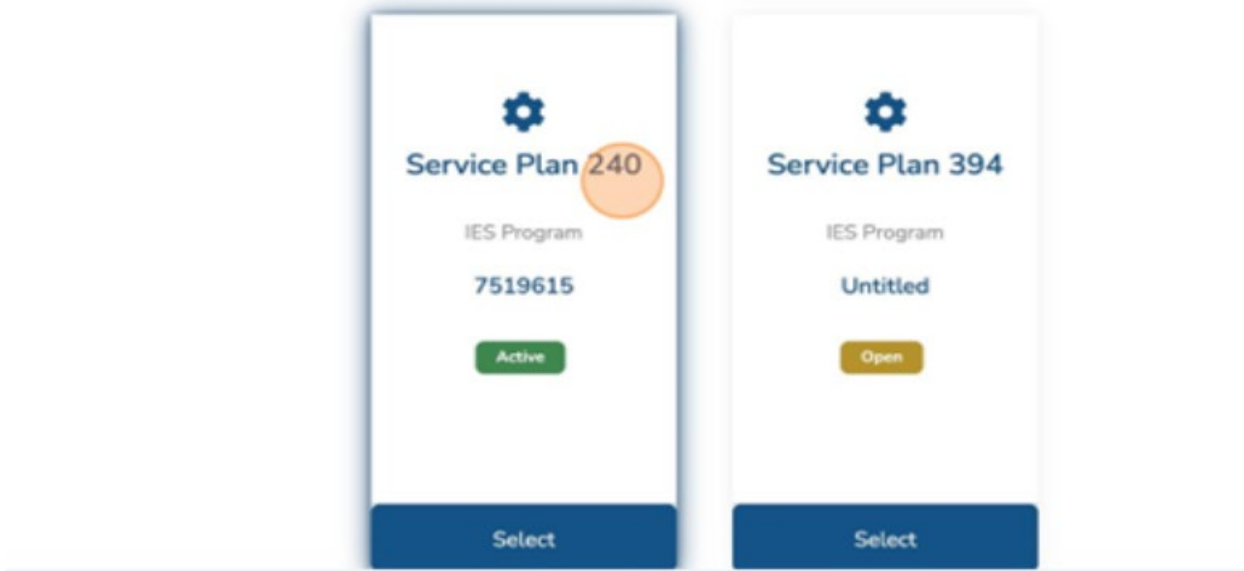 Service Plan 240
IES Program
7519615
Active
Select
Service Plan 394
IES Program
Untitled
Open
Select